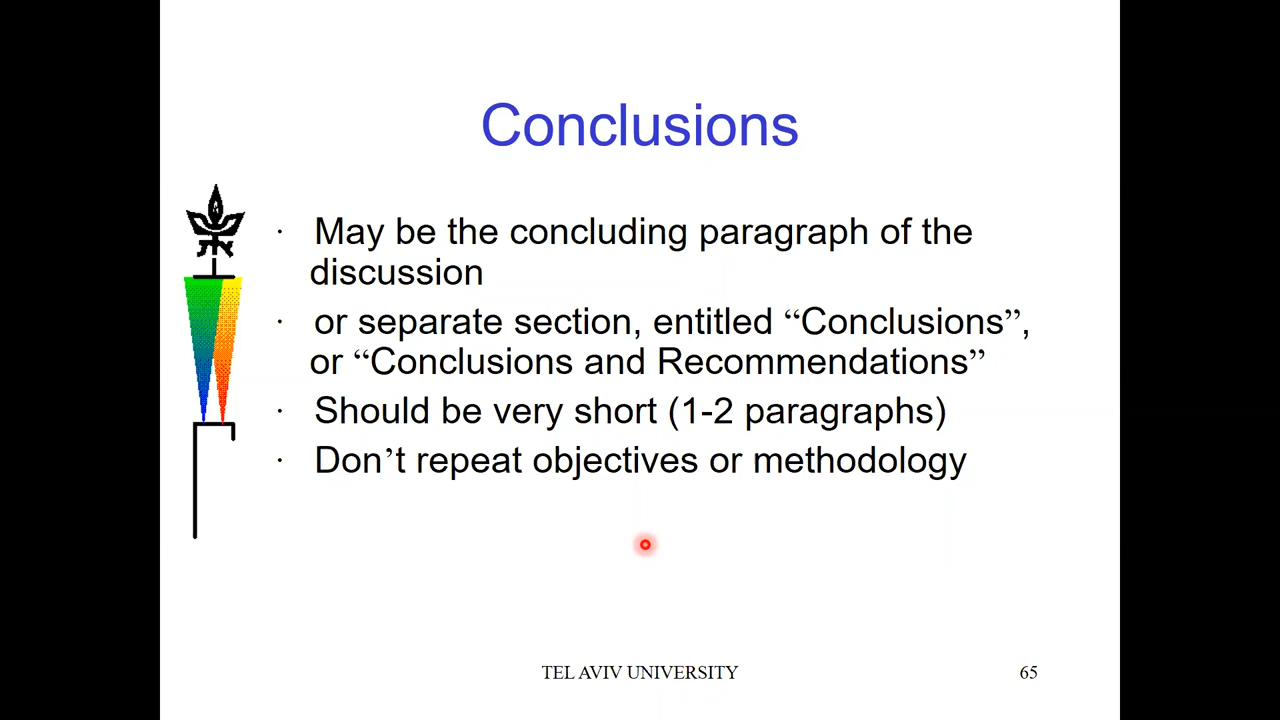 Conclusions
· May be the concluding paragraph of the
discussion
· or separate section, entitled “Conclusions”,
or “Conclusions and Recommendations”
· Should be very short (1-2 paragraphs)
· Don’t repeat objectives or methodology
TEL AVIV UNIVERSITY
65